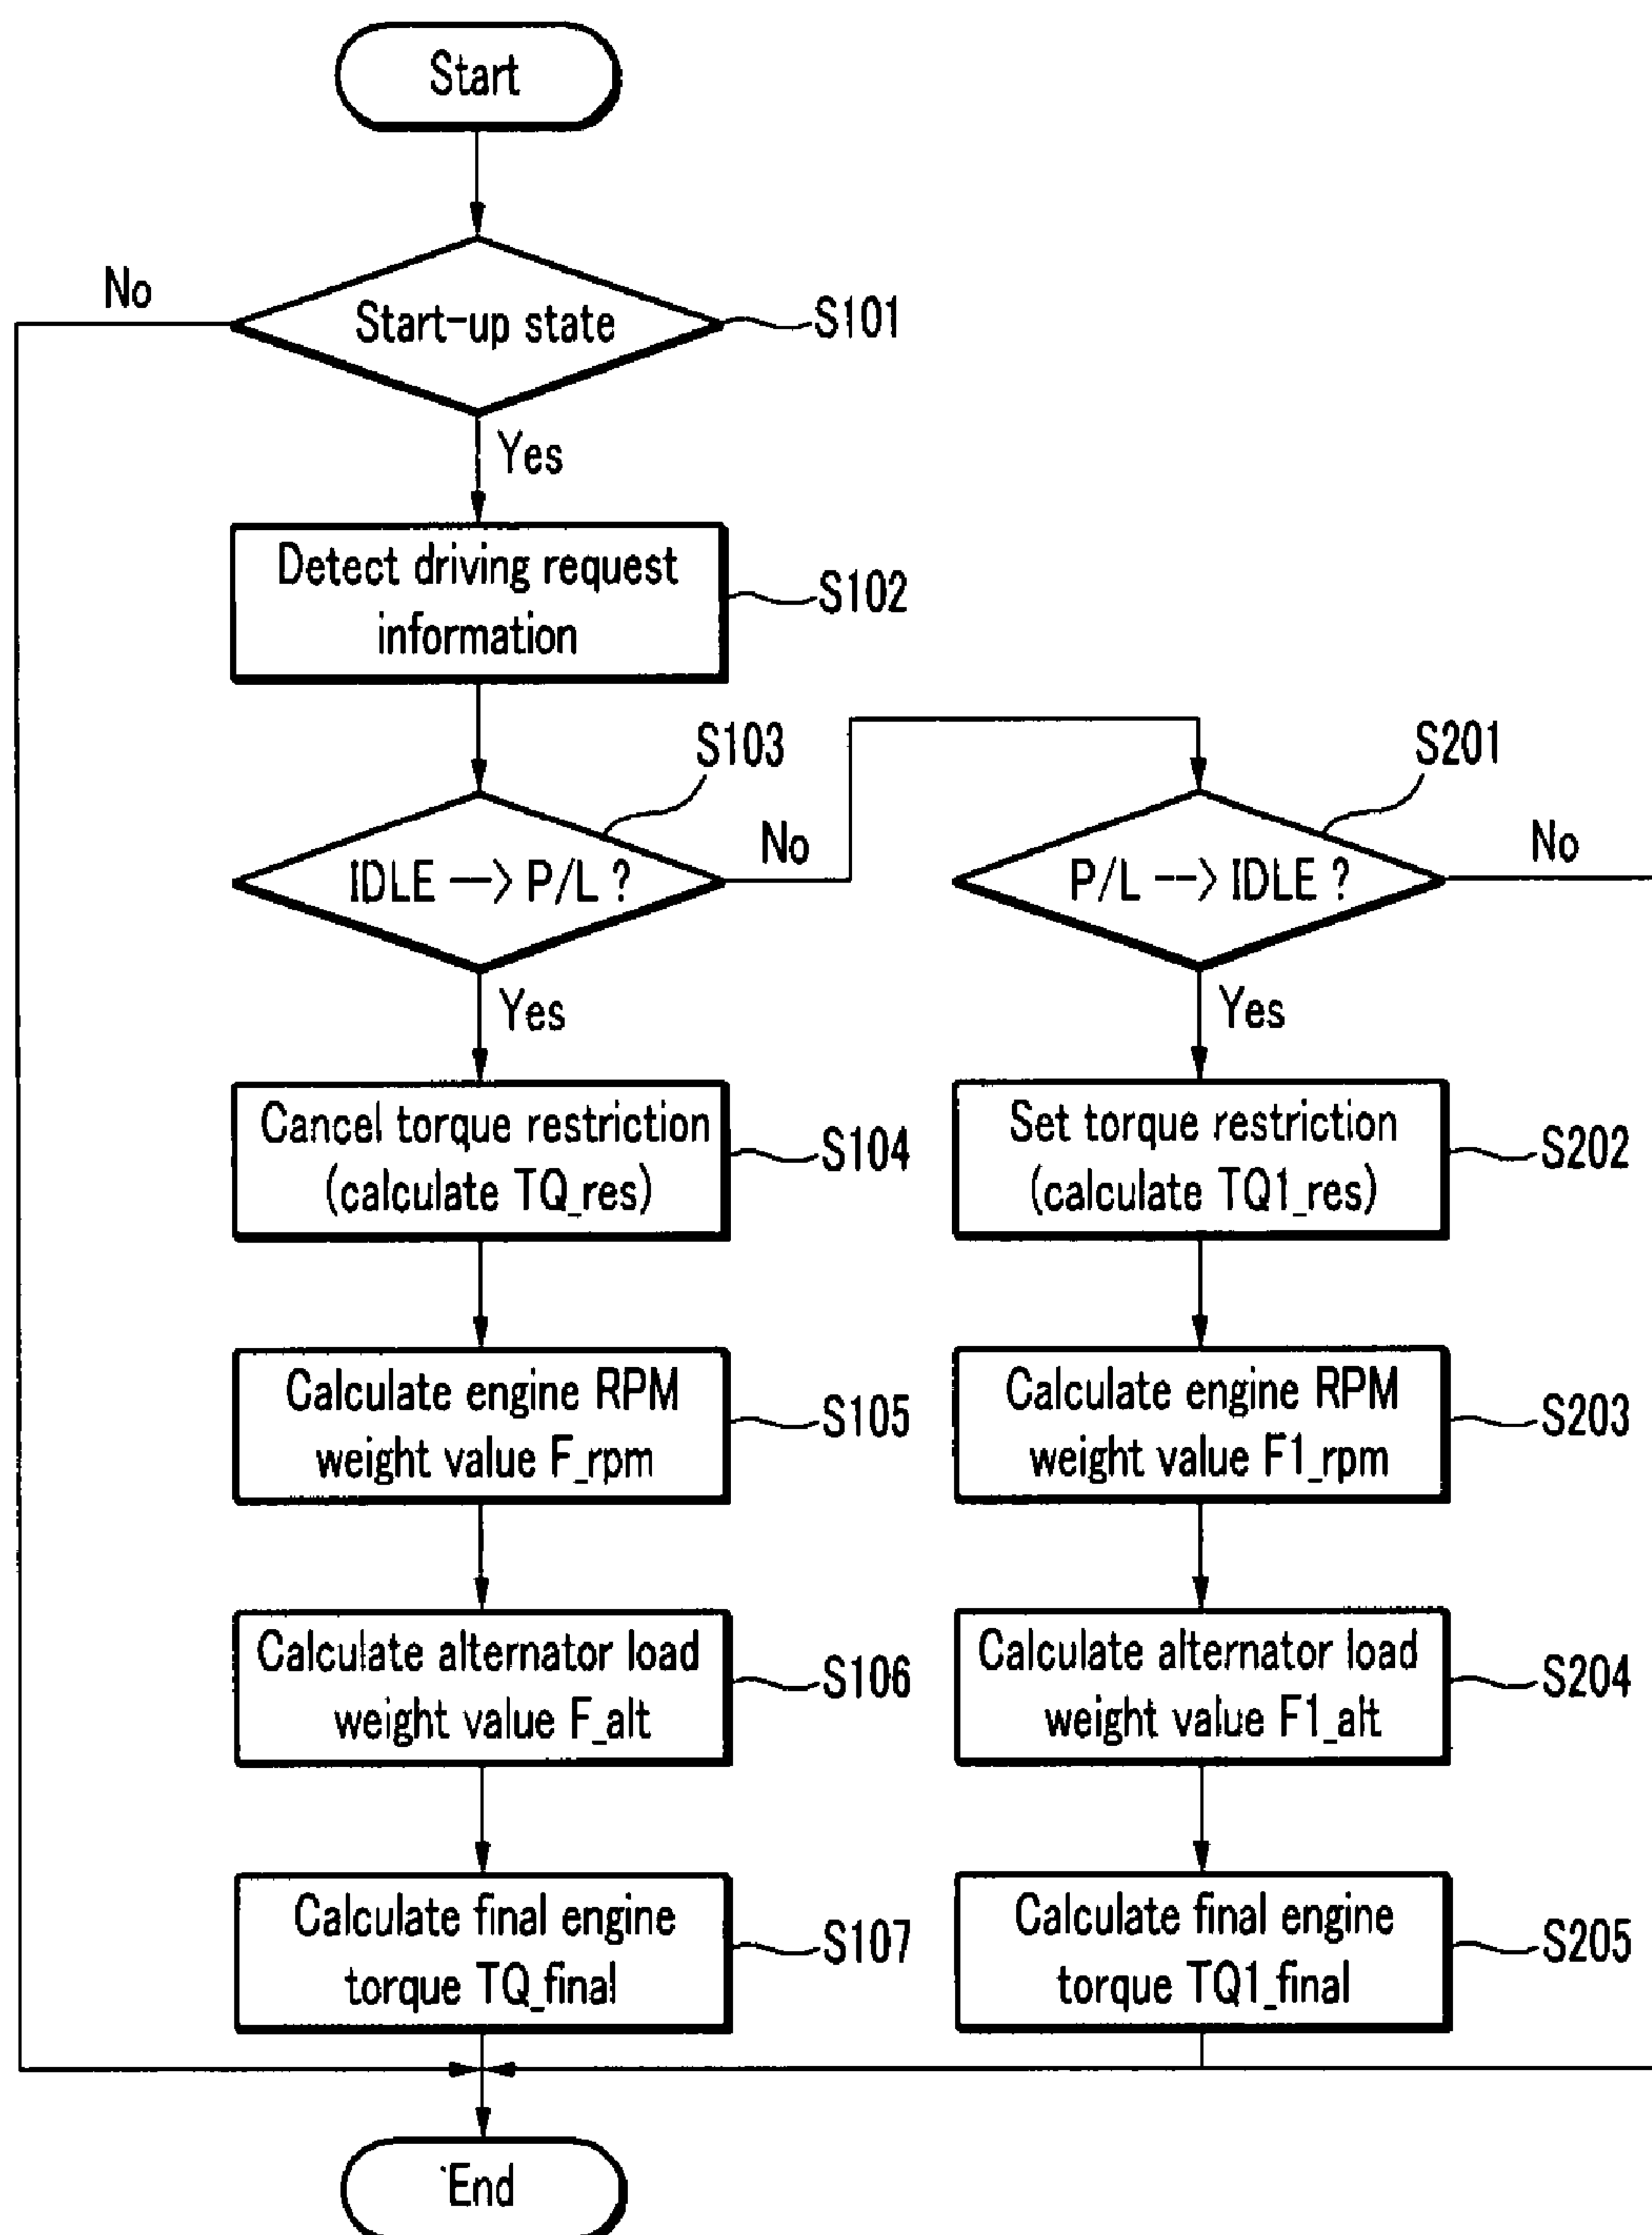 Start
No
Start-up state
S101
Yes
Detect driving request
information
S102
S103
IDLE —> P/L ?
No
S201
P/L --> IDLE ?
No
Yes
Yes
Cancel torque restriction
(calculate TQ_res)
S104
Set torque restriction
(calculate TQ1_res)
S202
Calculate engine RPM
weight value F_rpm
S105
Calculate engine RPM
weight value F1_rpm
S203
Calculate alternator load
weight value F_alt
S106
Calculate alternator load
weight value F1_alt
S204
Calculate final engine
torque TQ_final
S107
Calculate final engine
torque TQ1_final
S205
End